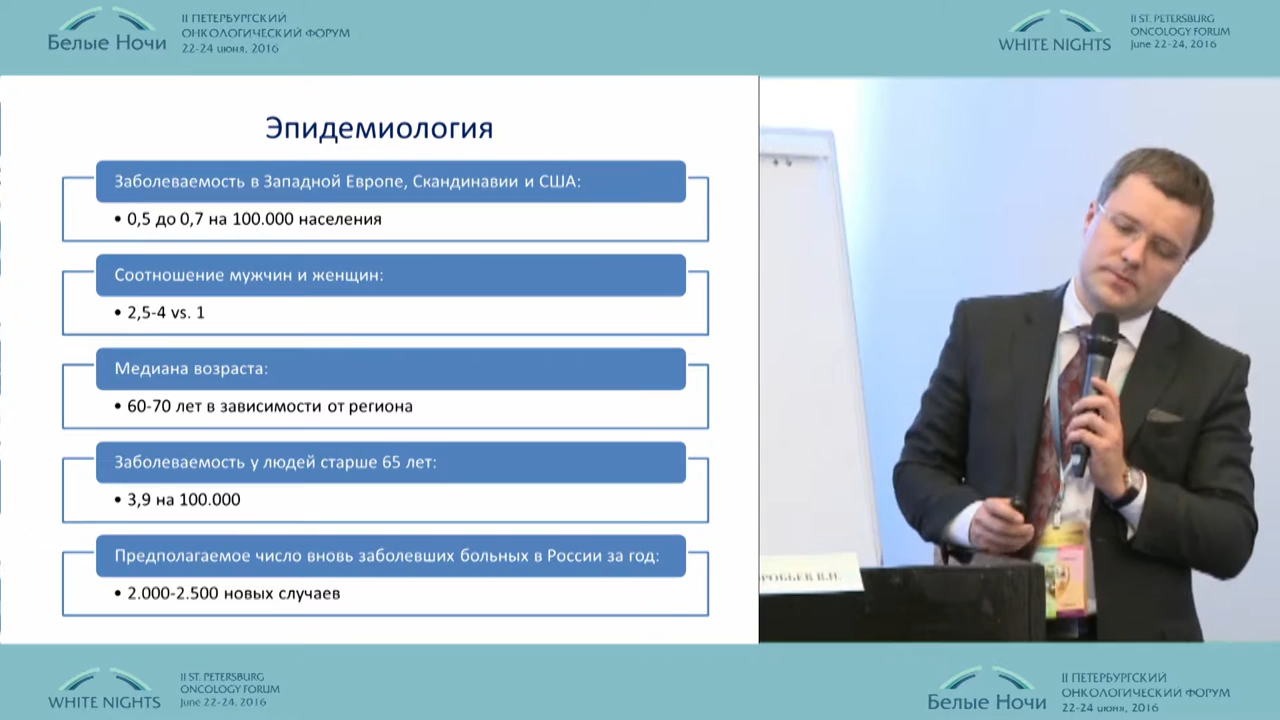 Белые Ночи
II ПЕТЕРБУРГСКИЙ
ОНКОЛОГИЧЕСКИЙ ФОРУМ
22-24 июня, 2016
WHITE NIGHTS
II ST. PETERSBURG
ONCOLOGY FORUM
June 22-24, 2016
Эпидемиология
Заболеваемость в Западной Европе, Скандинавии и США:
• 0,5 до 0,7 на 100.000 населения
Соотношение мужчин и женщин:
• 2,5-4 vs. 1
Медиана возраста:
• 60-70 лет в зависимости от региона
Заболеваемость у людей старше 65 лет:
• 3,9 на 100.000
Предполагаемое число вновь заболевших больных в России за год:
• 2.000-2.500 новых случаев
WHITE NIGHTS
II ST. PETERSBURG
ONCOLOGY FORUM
June 22-24, 2016
Белые Ночи
II ПЕТЕРБУРГСКИЙ
ОНКОЛОГИЧЕСКИЙ ФОРУМ
22-24 июня, 2016